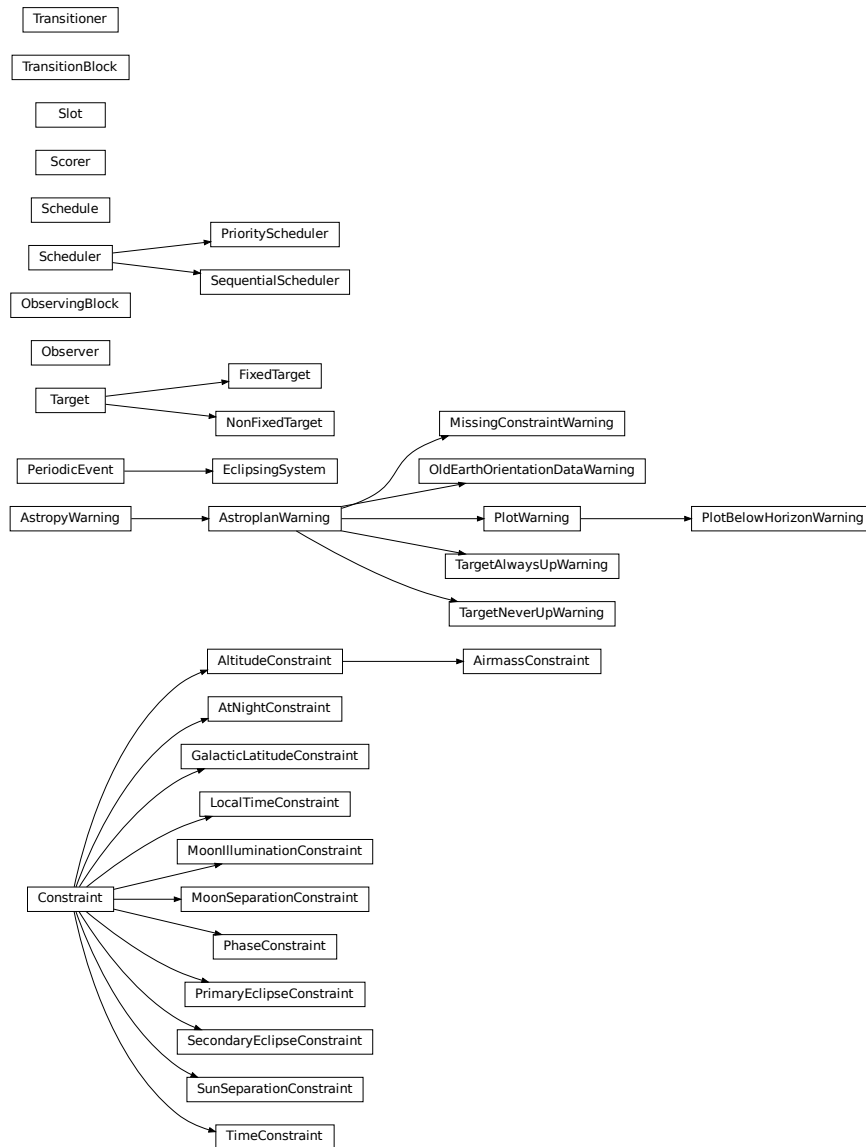 Transitioner
TransitionBlock
Slot
Scorer
Schedule
PriorityScheduler
Scheduler
SequentialScheduler
ObservingBlock
Observer
FixedTarget
Target
NonFixedTarget
MissingConstraintWarning
PeriodicEvent
EclipsingSystem
OldEarthOrientationDataWarning
AstropyWarning
AstroplanWarning
PlotWarning
PlotBelowHorizonWarning
TargetAlwaysUpWarning
TargetNeverUpWarning
AltitudeConstraint
AirmassConstraint
AtNightConstraint
GalacticLatitudeConstraint
LocalTimeConstraint
MoonIlluminationConstraint
Constraint
MoonSeparationConstraint
PhaseConstraint
PrimaryEclipseConstraint
SecondaryEclipseConstraint
SunSeparationConstraint
TimeConstraint